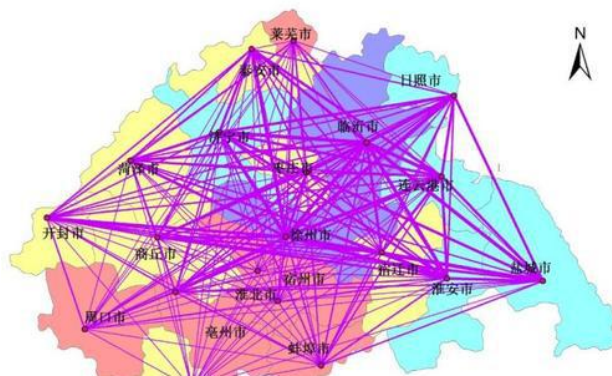 莱芜市
N
泰安市
日照市
济宁市
临沂市
菏泽市
枣庄市
连云港市
开封市
商丘市
徐州市
宿州市
宿迁市
盐城市
淮安市
淮北市
周口市
亳州市
蚌埠市